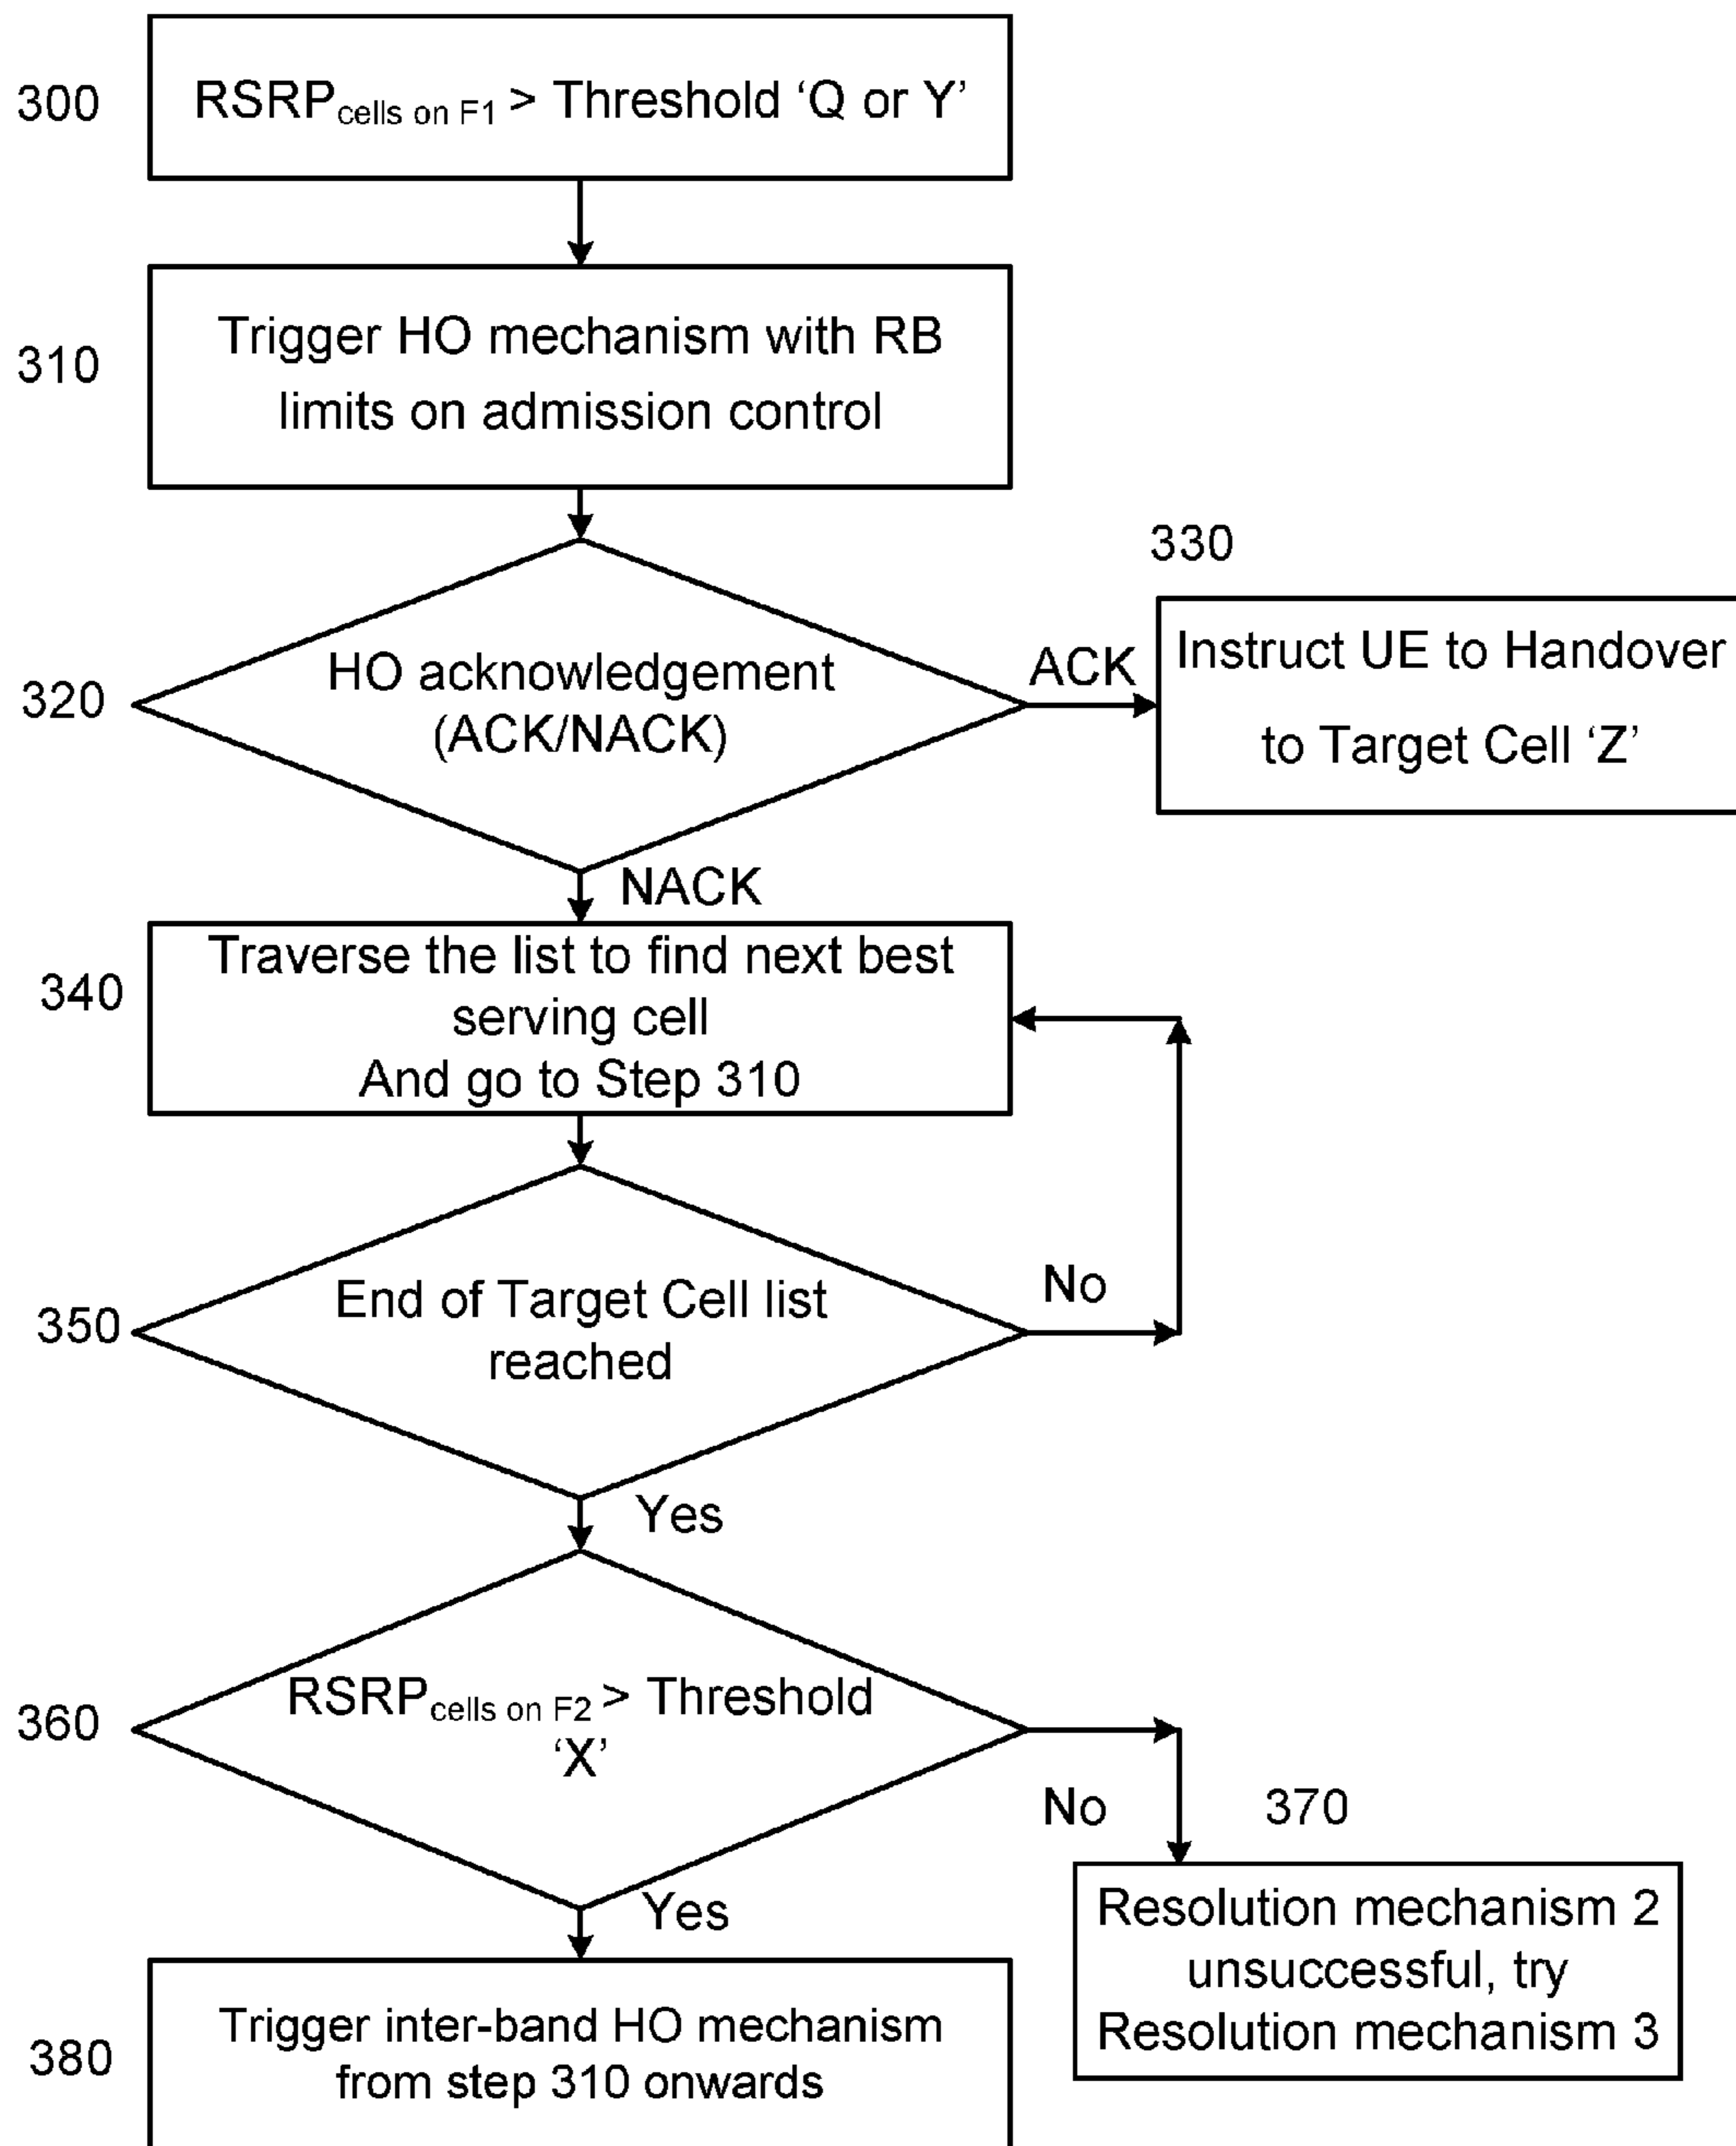 300
RSRPcells on F1 > Threshold ‘Q or Y’
310
Trigger HO mechanism with RB
limits on admission control
320
HO acknowledgement
(ACK/NACK)
ACK
330
Instruct UE to Handover
to Target Cell ‘Z’
NACK
340
Traverse the list to find next best
serving cell
And go to Step 310
350
End of Target Cell list
reached
No
Yes
360
RSRPcells on F2 > Threshold
‘X’
No
370
Resolution mechanism 2
unsuccessful, try
Resolution mechanism 3
Yes
380
Trigger inter-band HO mechanism
from step 310 onwards